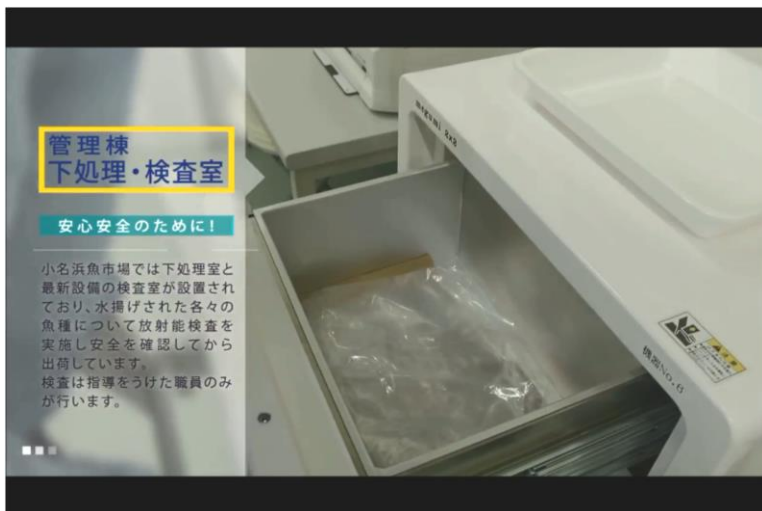 管理棟
下処理・検査室
安心安全のために!
小名浜魚市場では下処理室と
最新設備の検査室が設置され
ており、水揚げされた各々の
魚種について放射能検査を
実施し安全を確認してから
出荷しています。
検査は指導をうけた職員のみ
が行います。
機器No.8